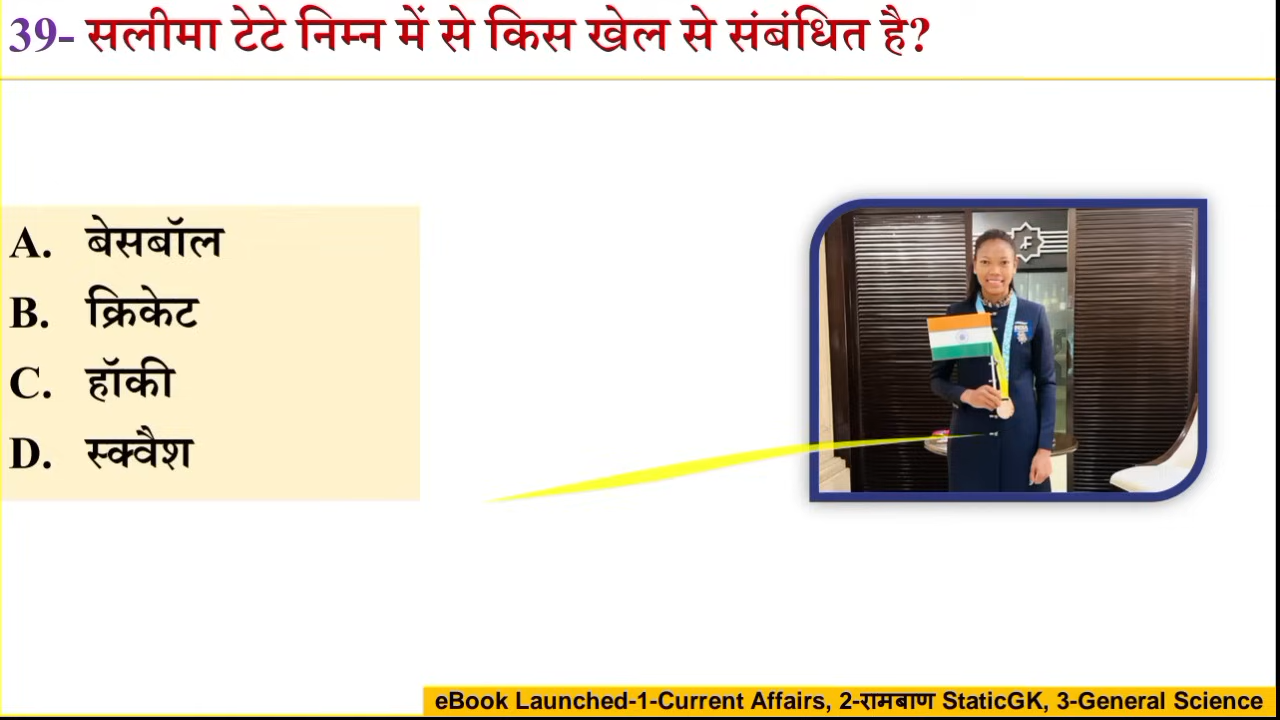 39- सलीमा टेटे निम्न में से किस खेल से संबंधित है?
A. बेसबॉल
B. क्रिकेट
C. हॉकी
D. स्क्वैश
eBook Launched-1-Current Affairs, 2-रामबाण StaticGK, 3-General Science